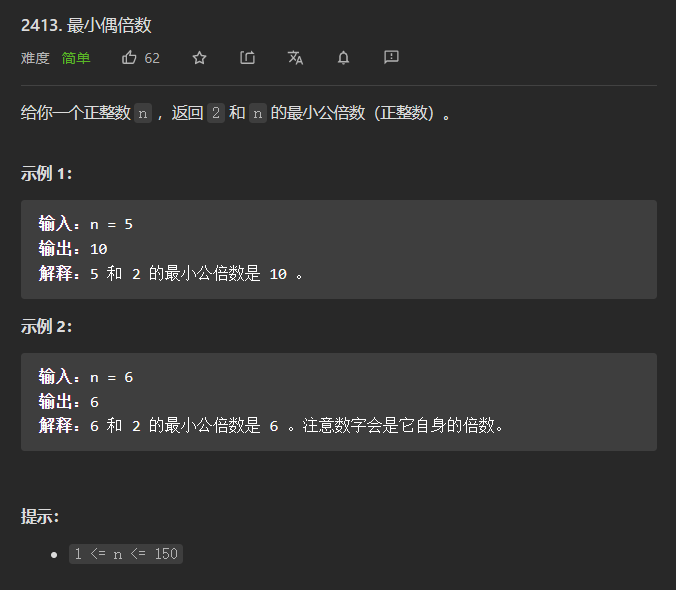 2413. 最小偶倍数
难度 简单 62
给你一个正整数 n ，返回 2 和 n 的最小公倍数（正整数）。
示例 1：
输入：n = 5
输出：10
解释：5 和 2 的最小公倍数是 10 。
示例 2：
输入：n = 6
输出：6
解释：6 和 2 的最小公倍数是 6 。注意数字会是它自身的倍数。
提示：
1 <= n <= 150